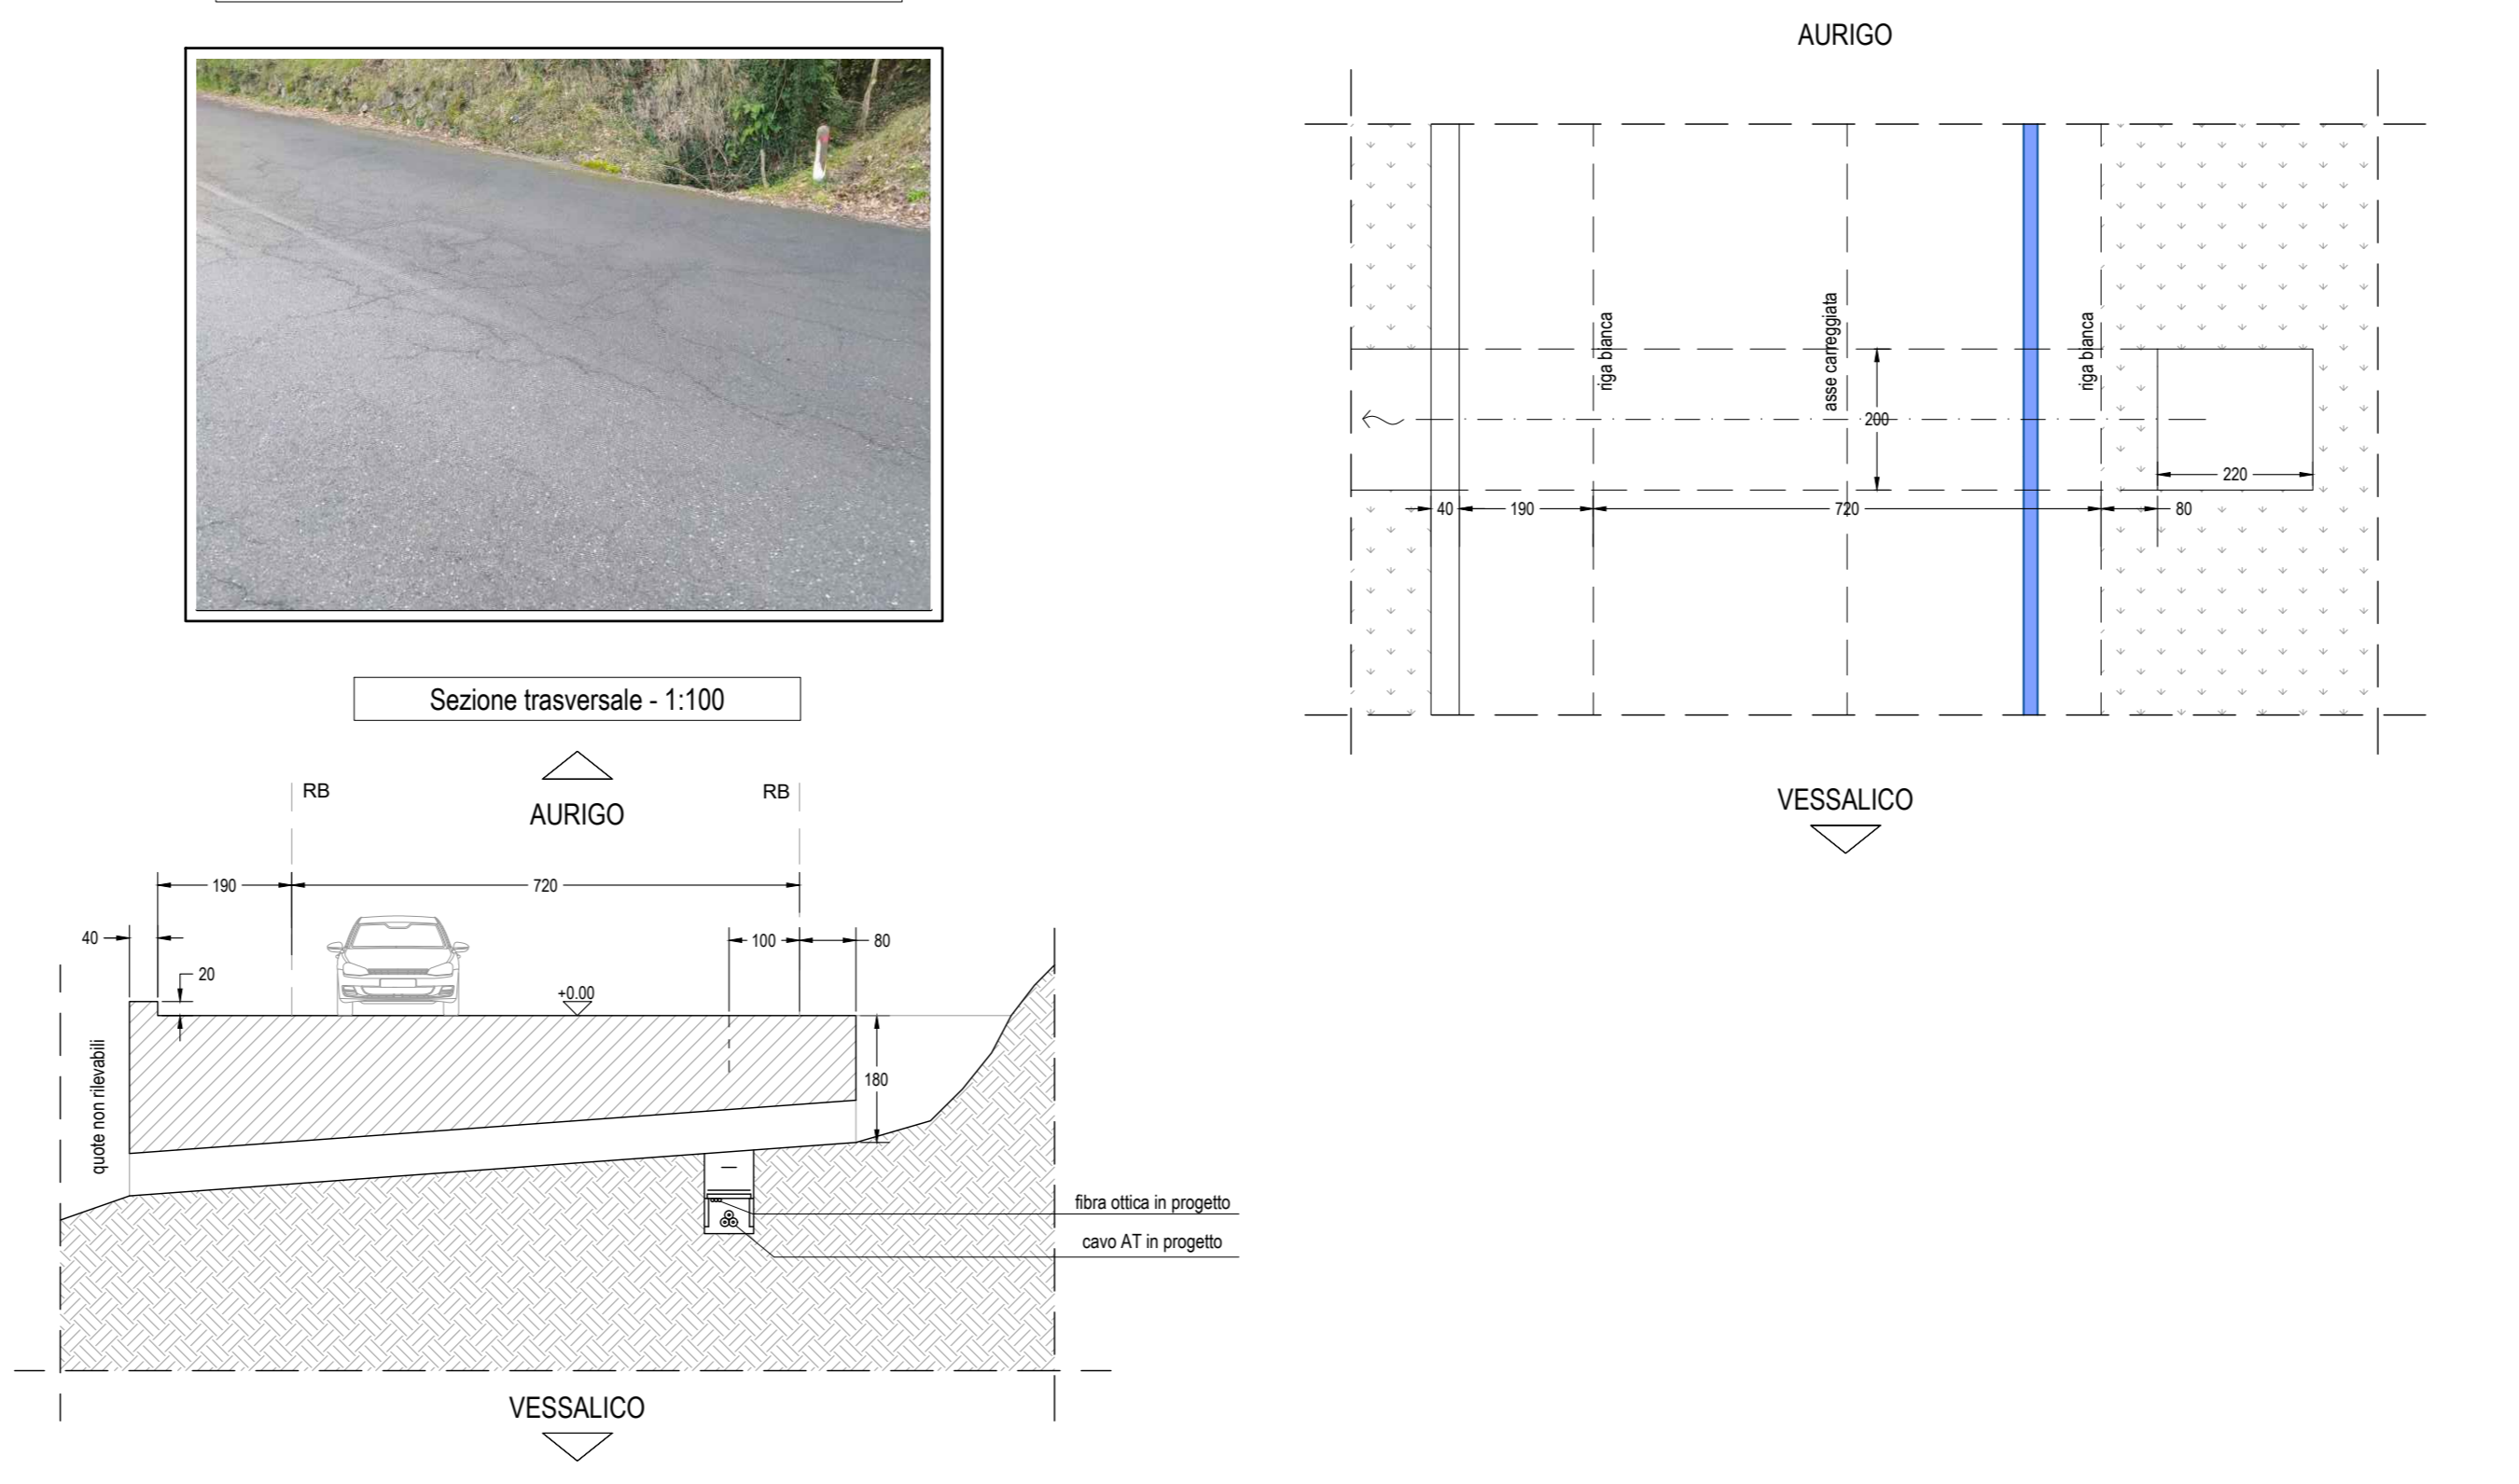 AURIGO
riga bianca
asse carreggiata
riga bianca
200
220
40
190
720
80
VESSALICO
Sezione trasversale - 1:100
RB
RB
AURIGO
190
720
40
100
80
20
+0.00
180
quote non rilevabili
fibra ottica in progetto
cavo AT in progetto
VESSALICO